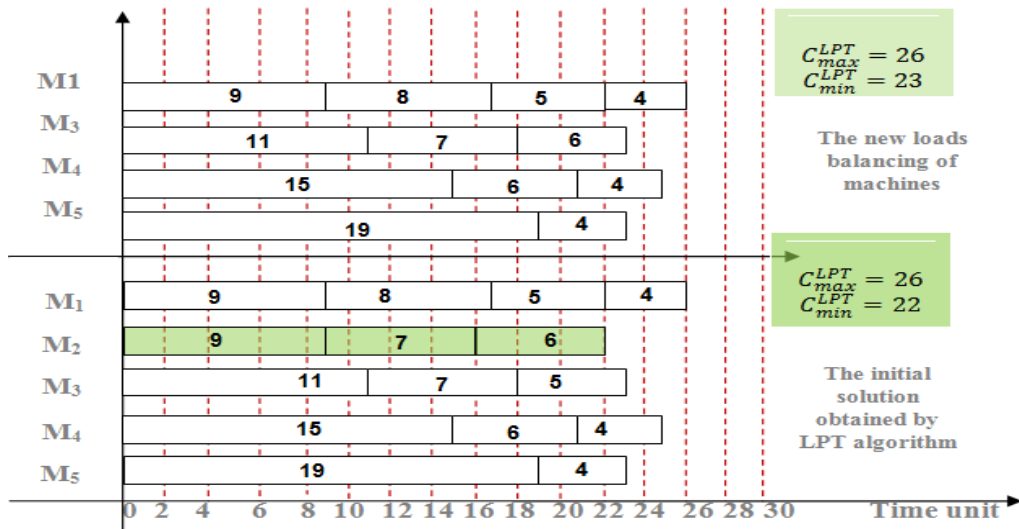 C_max^LPT = 26
C_min^LPT = 23
M1
9 8 5 4
M₃
11 7 6
The new loads
balancing of
machines
M₄
15 6 4
M₅
19 4
C_max^LPT = 26
C_min^LPT = 22
M₁
9 8 5 4
M₂
9 7 6
M₃
11 7 5
The initial
solution
obtained by
LPT algorithm
M₄
15 6 4
M₅
19 4
0 2 4 6 8 10 12 14 16 18 20 22 24 26 28 30 Time unit